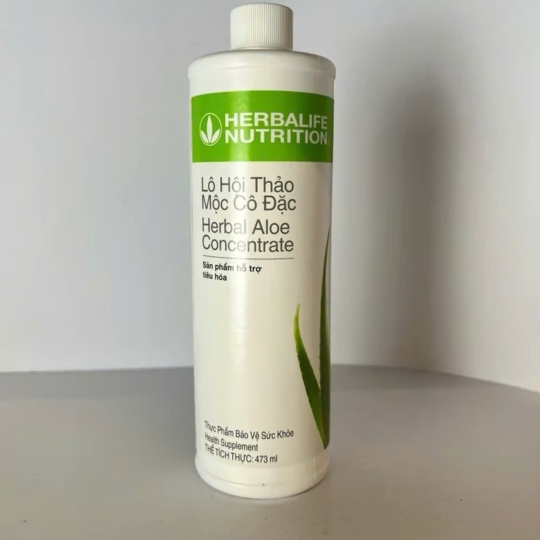 HERBALIFE
NUTRITION
Lô Hội Thảo
Mộc Cô Đặc
Herbal Aloe
Concentrate
Sản phẩm hỗ trợ
tiêu hóa
Thực Phẩm Bảo Vệ Sức Khỏe
Health Supplement
THỂ TÍCH THỰC: 473 ml